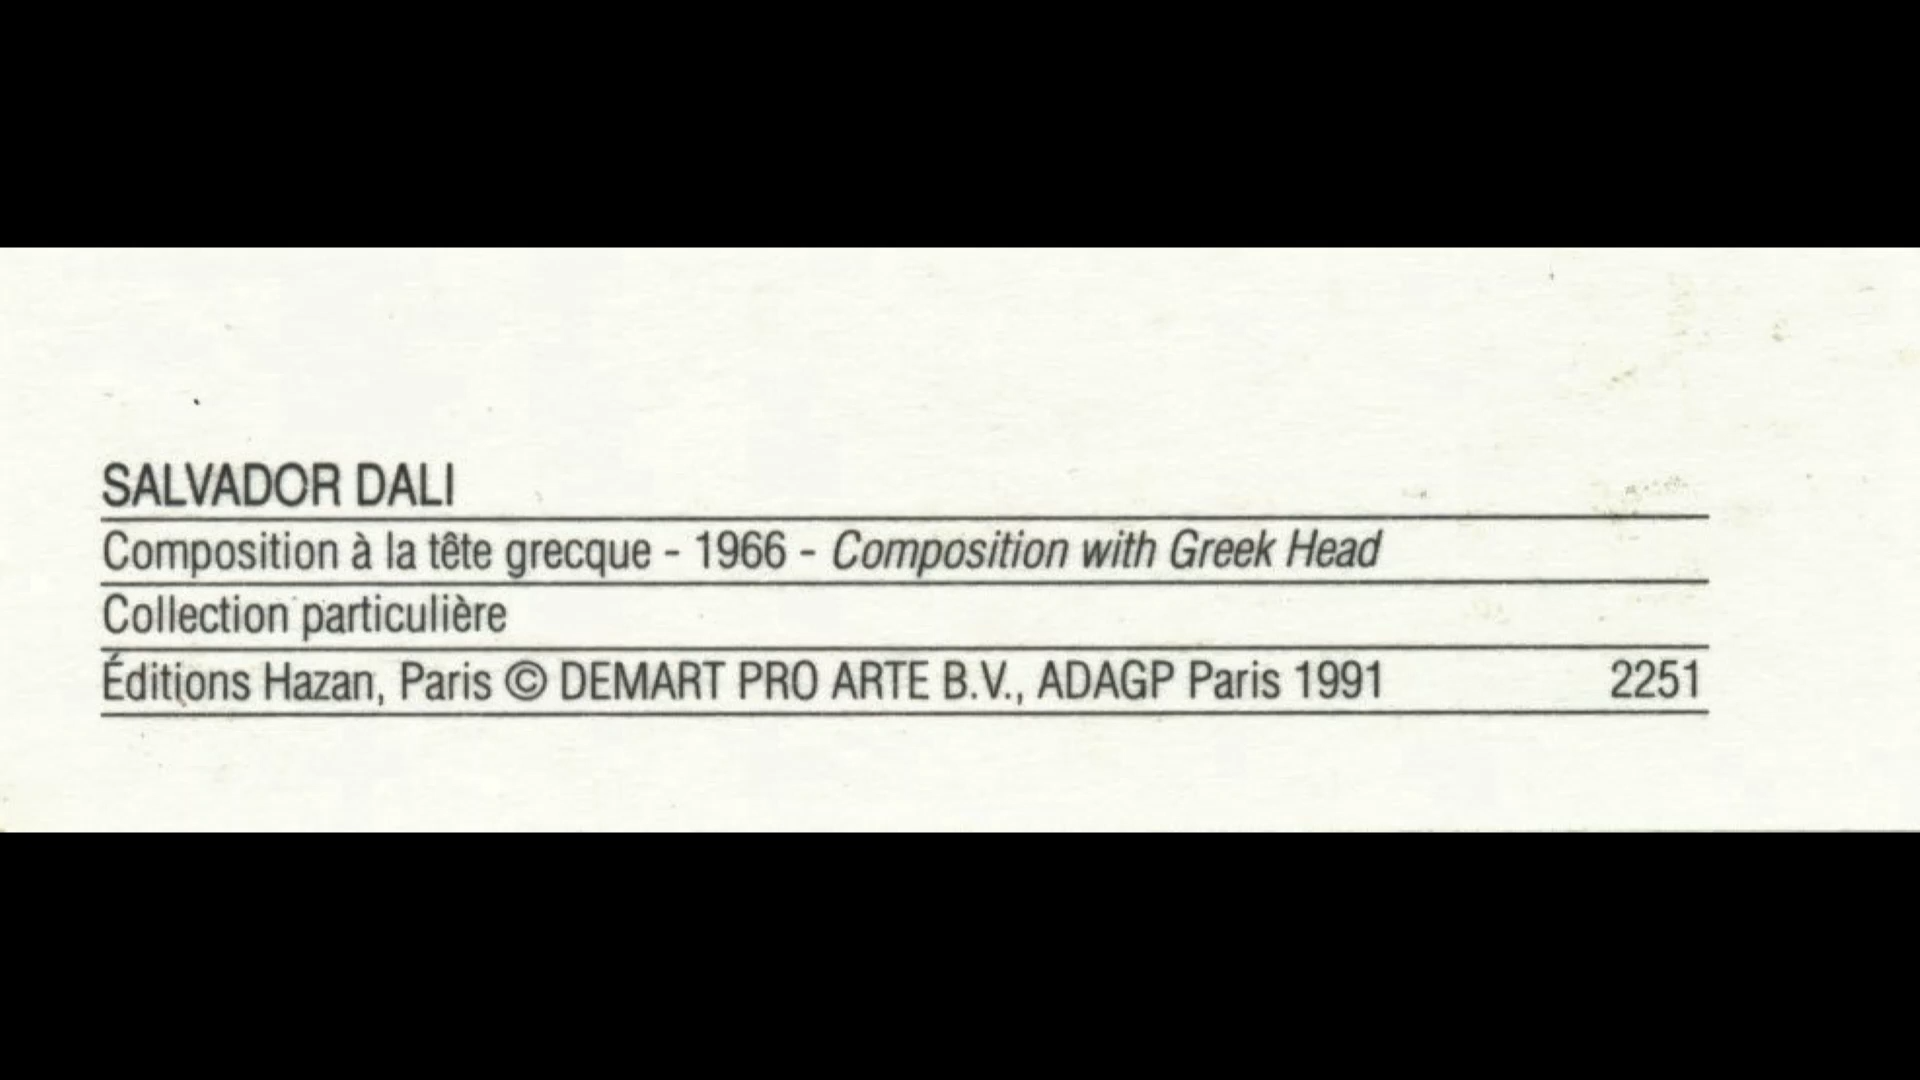 SALVADOR DALI
Composition à la tête grecque - 1966 - Composition with Greek Head
Collection particulière
Éditions Hazan, Paris © DEMART PRO ARTE B.V., ADAGP Paris 1991 2251